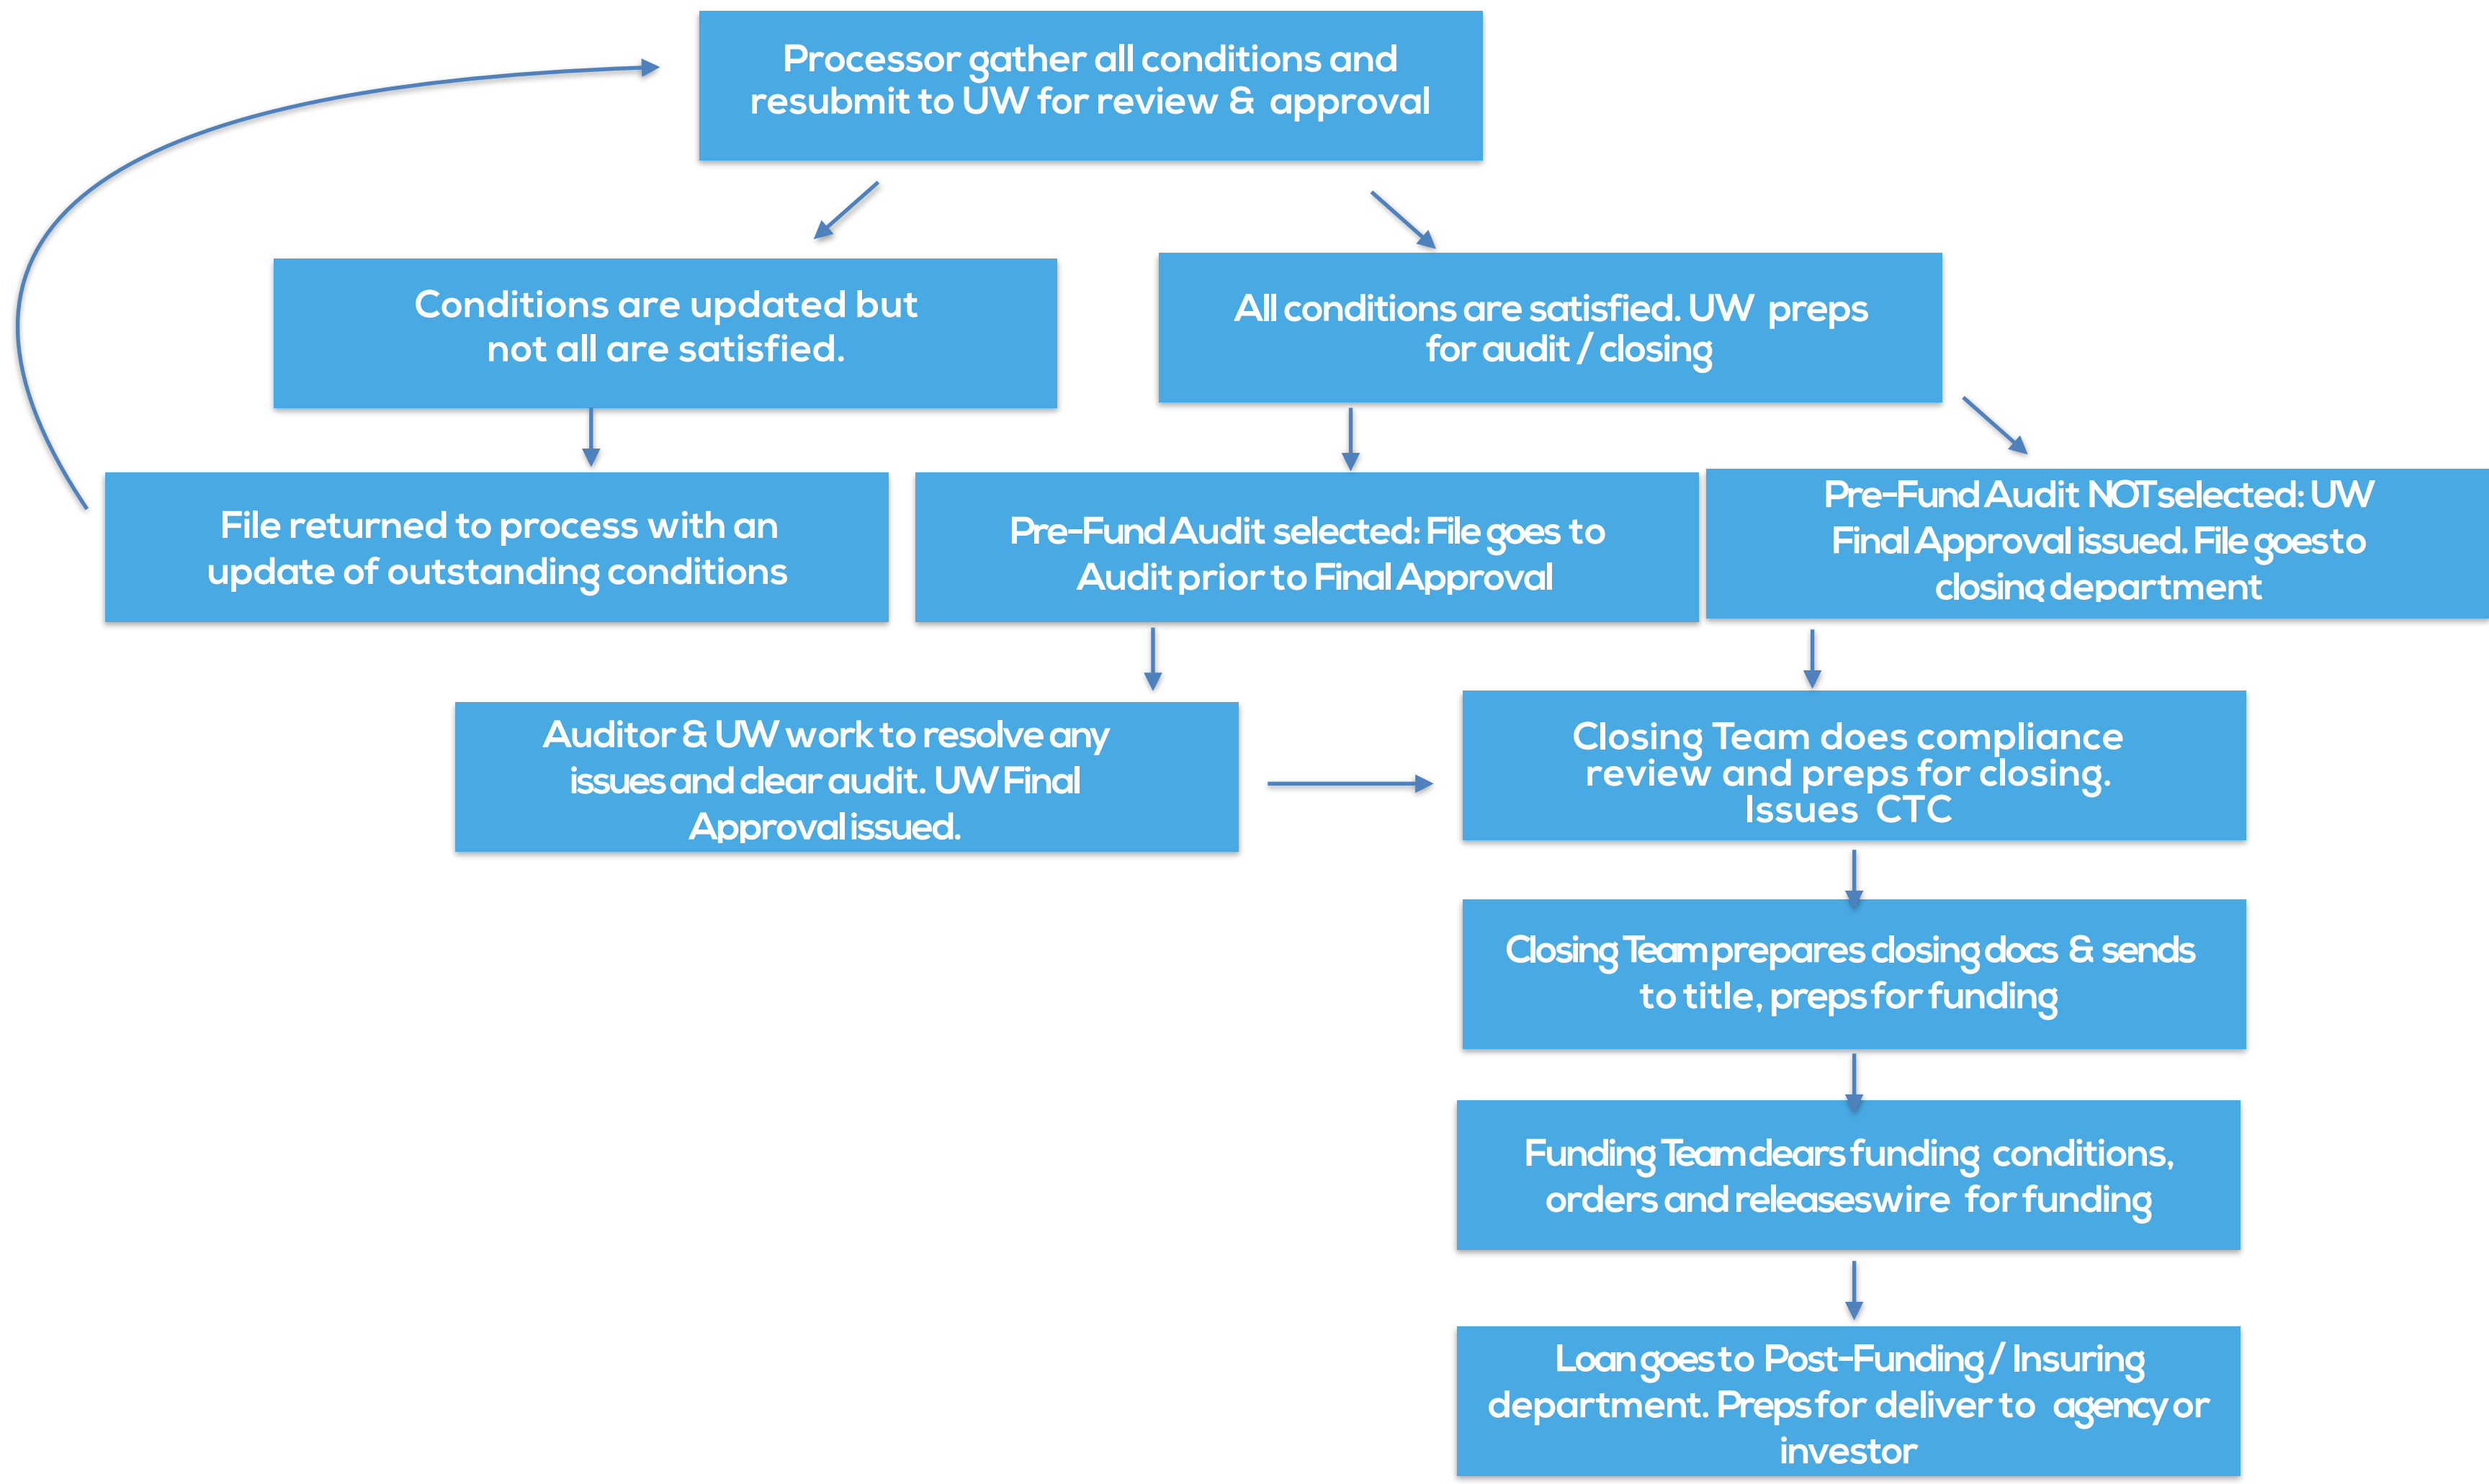 Processor gather all conditions and
resubmit to UW for review & approval
Conditions are updated but
not all are satisfied.
All conditions are satisfied. UW preps
for audit / closing
File returned to process with an
update of outstanding conditions
Pre-Fund Audit selected: File goes to
Audit prior to Final Approval
Pre-Fund Audit NOT selected: UW
Final Approval issued. File goes to
closing department
Auditor & UW work to resolve any
issues and clear audit. UW Final
Approval issued.
Closing Team does compliance
review and preps for closing.
Issues CTC
Closing Team prepares closing docs & sends
to title, preps for funding
Funding Team clears funding conditions,
orders and releases wire for funding
Loan goes to Post-Funding / Insuring
department. Preps for deliver to agency or
investor